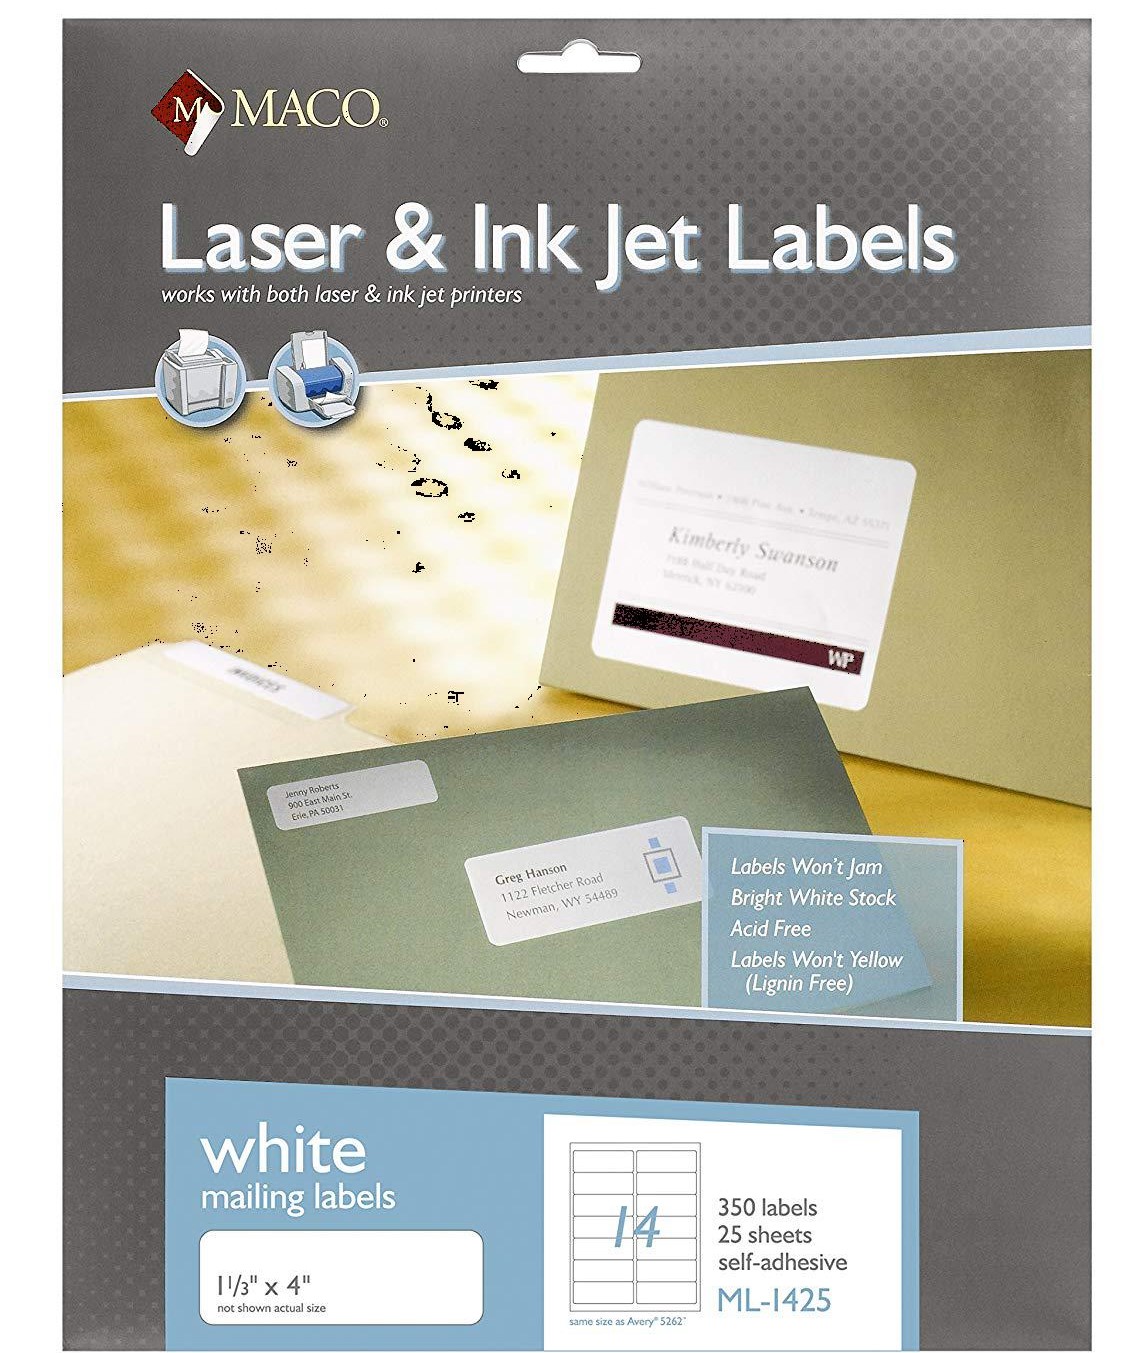 M MACO®
Laser & Ink Jet Labels
works with both laser & ink jet printers
Kimberly Swanson
WP
INVOICES
Jenny Roberts
900 East Main St.
Erie, PA 50031
Greg Hanson
1122 Fletcher Road
Newman, WY 54489
Labels Won't Jam
Bright White Stock
Acid Free
Labels Won't Yellow
(Lignin Free)
white
mailing labels
1 1/3" x 4"
not shown actual size
14
same size as Avery® 5262™
350 labels
25 sheets
self-adhesive
ML-1425